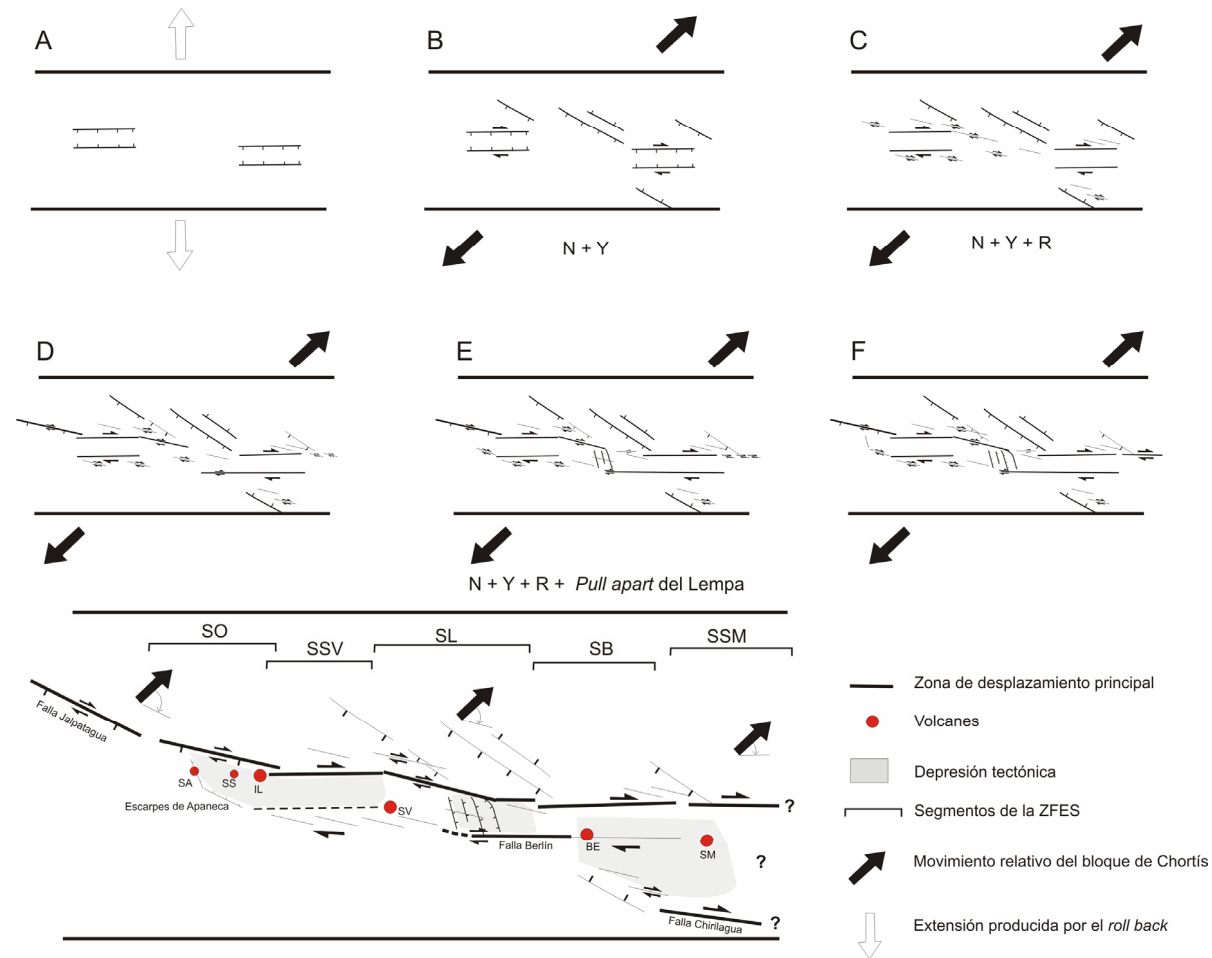 A
B
C
N + Y
N + Y + R
D
E
F
N + Y + R + Pull apart del Lempa
SO
SSV
SL
SB
SSM
Falla Jalpatagua
SA
SS
IL
Escarpes de Apaneca
SV
Falla Berlín
BE
SM
?
?
?
Falla Chirilagua
Zona de desplazamiento principal
Volcanes
Depresión tectónica
Segmentos de la ZFES
Movimiento relativo del bloque de Chortís
Extensión producida por el roll back